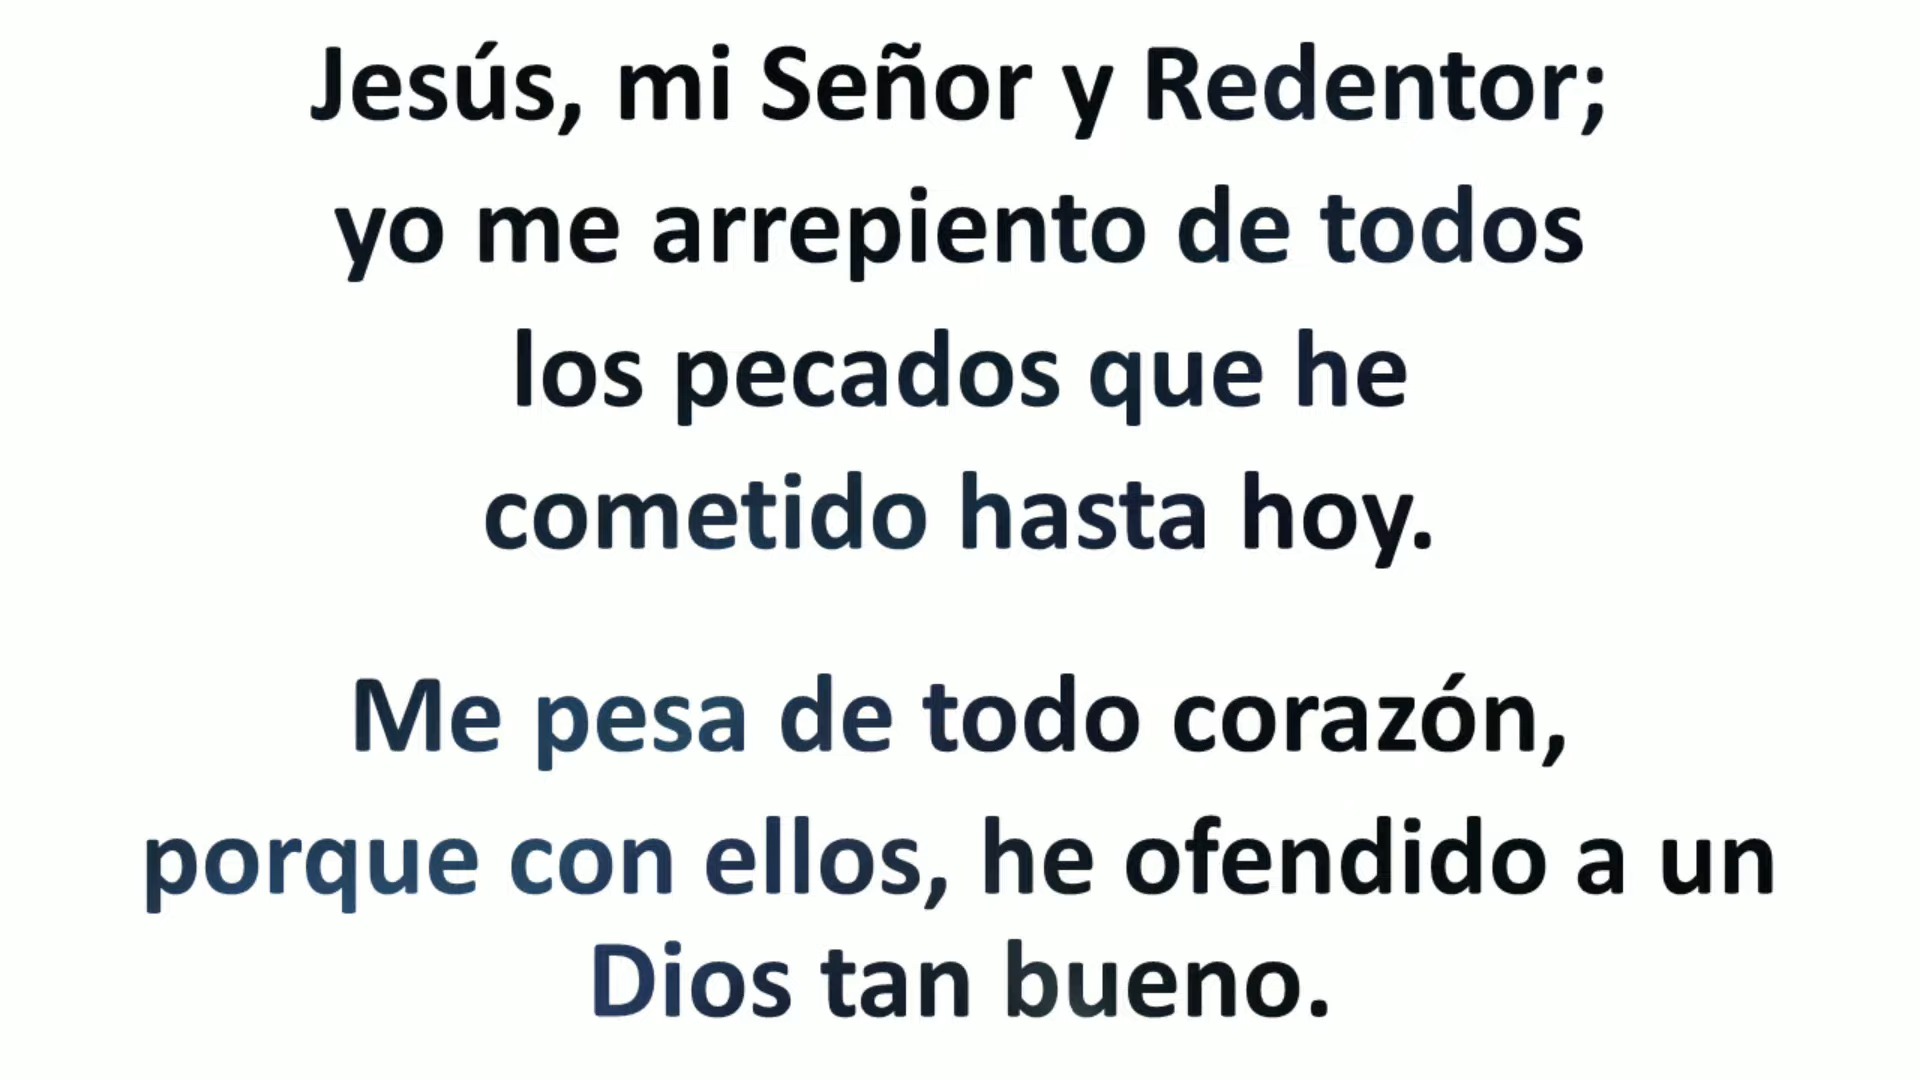 Jesús, mi Señor y Redentor;
yo me arrepiento de todos
los pecados que he
cometido hasta hoy.
Me pesa de todo corazón,
porque con ellos, he ofendido a un
Dios tan bueno.